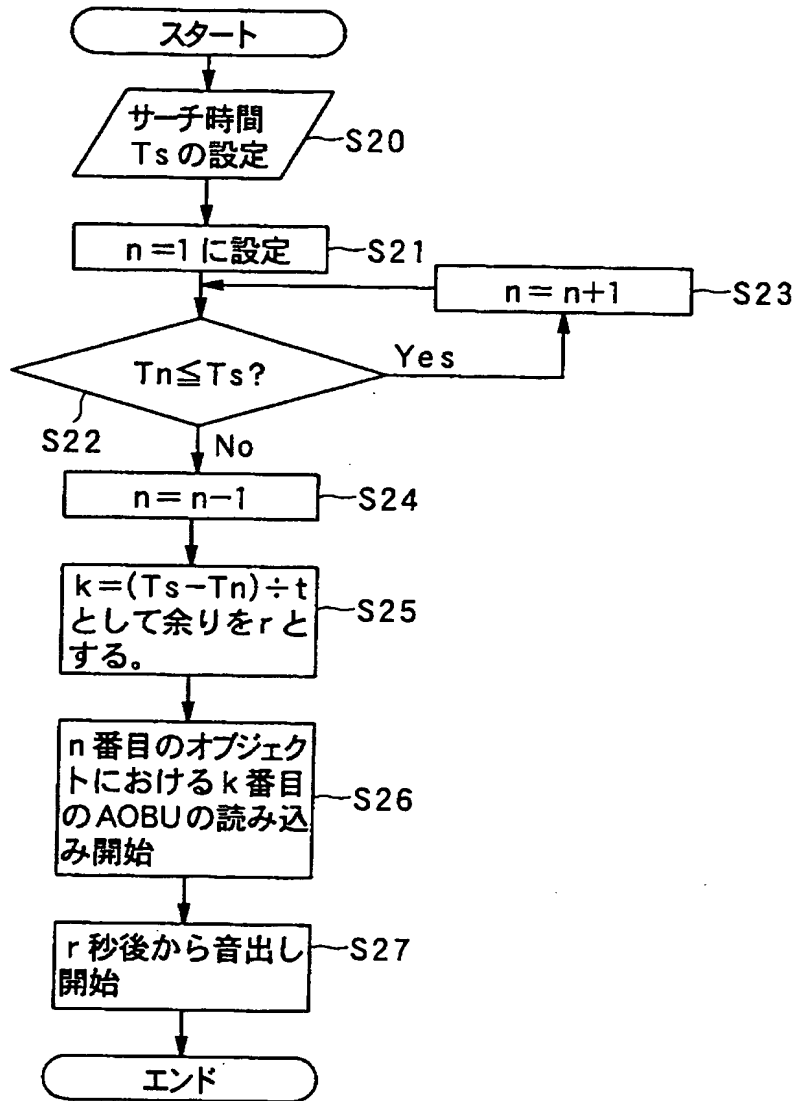 スタート
サーチ時間
Tsの設定
S20
n=1に設定
S21
n=n+1
S23
Tn≦Ts?
Yes
S22
No
n=n-1
S24
k=(Ts-Tn)÷t
として余りをrと
する。
S25
n番目のオブジェク
トにおけるk番目
のAOBUの読み込
み開始
S26
r秒後から音出し
開始
S27
エンド